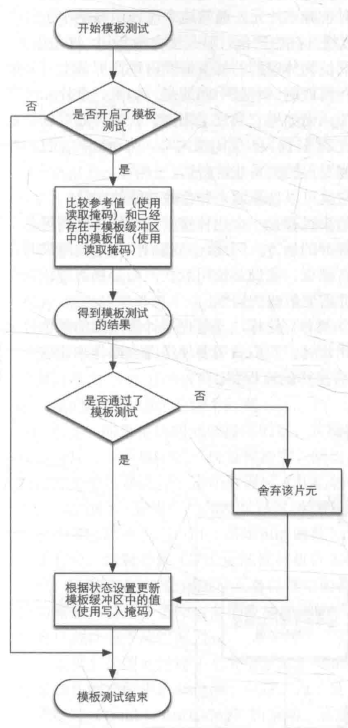 开始模板测试
否
是否开启了模板
测试
是
比较参考值（使用
读取掩码）和已经
存在于模板缓冲区
中的模板值（使用
读取掩码）
得到模板测试
的结果
是否通过了
模板测试
否
是
舍弃该片元
根据状态设置更新
模板缓冲区中的值
（使用写入掩码）
模板测试结束